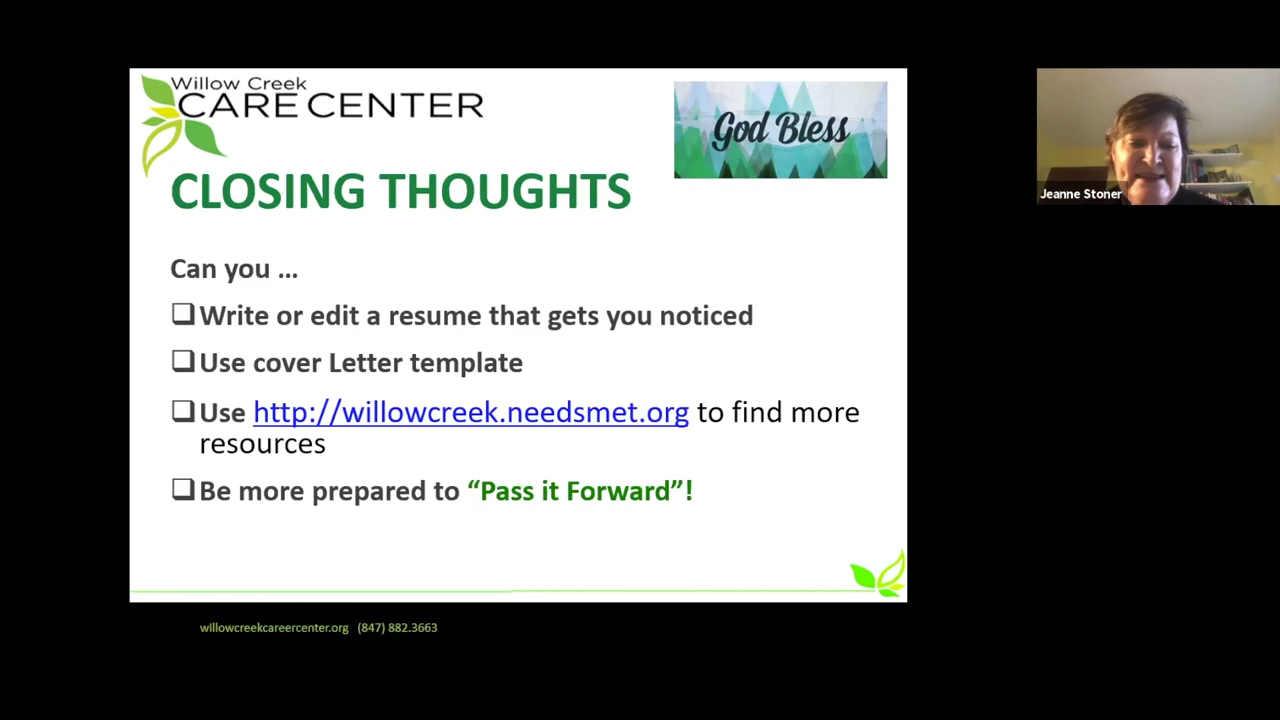 Willow Creek
CARE CENTER
God Bless
CLOSING THOUGHTS
Can you ...
❑Write or edit a resume that gets you noticed
❑Use cover Letter template
❑Use http://willowcreek.needsmet.org to find more
resources
❑Be more prepared to “Pass it Forward”!
Jeanne Stoner
willowcreekcareercenter.org (847) 882.3663